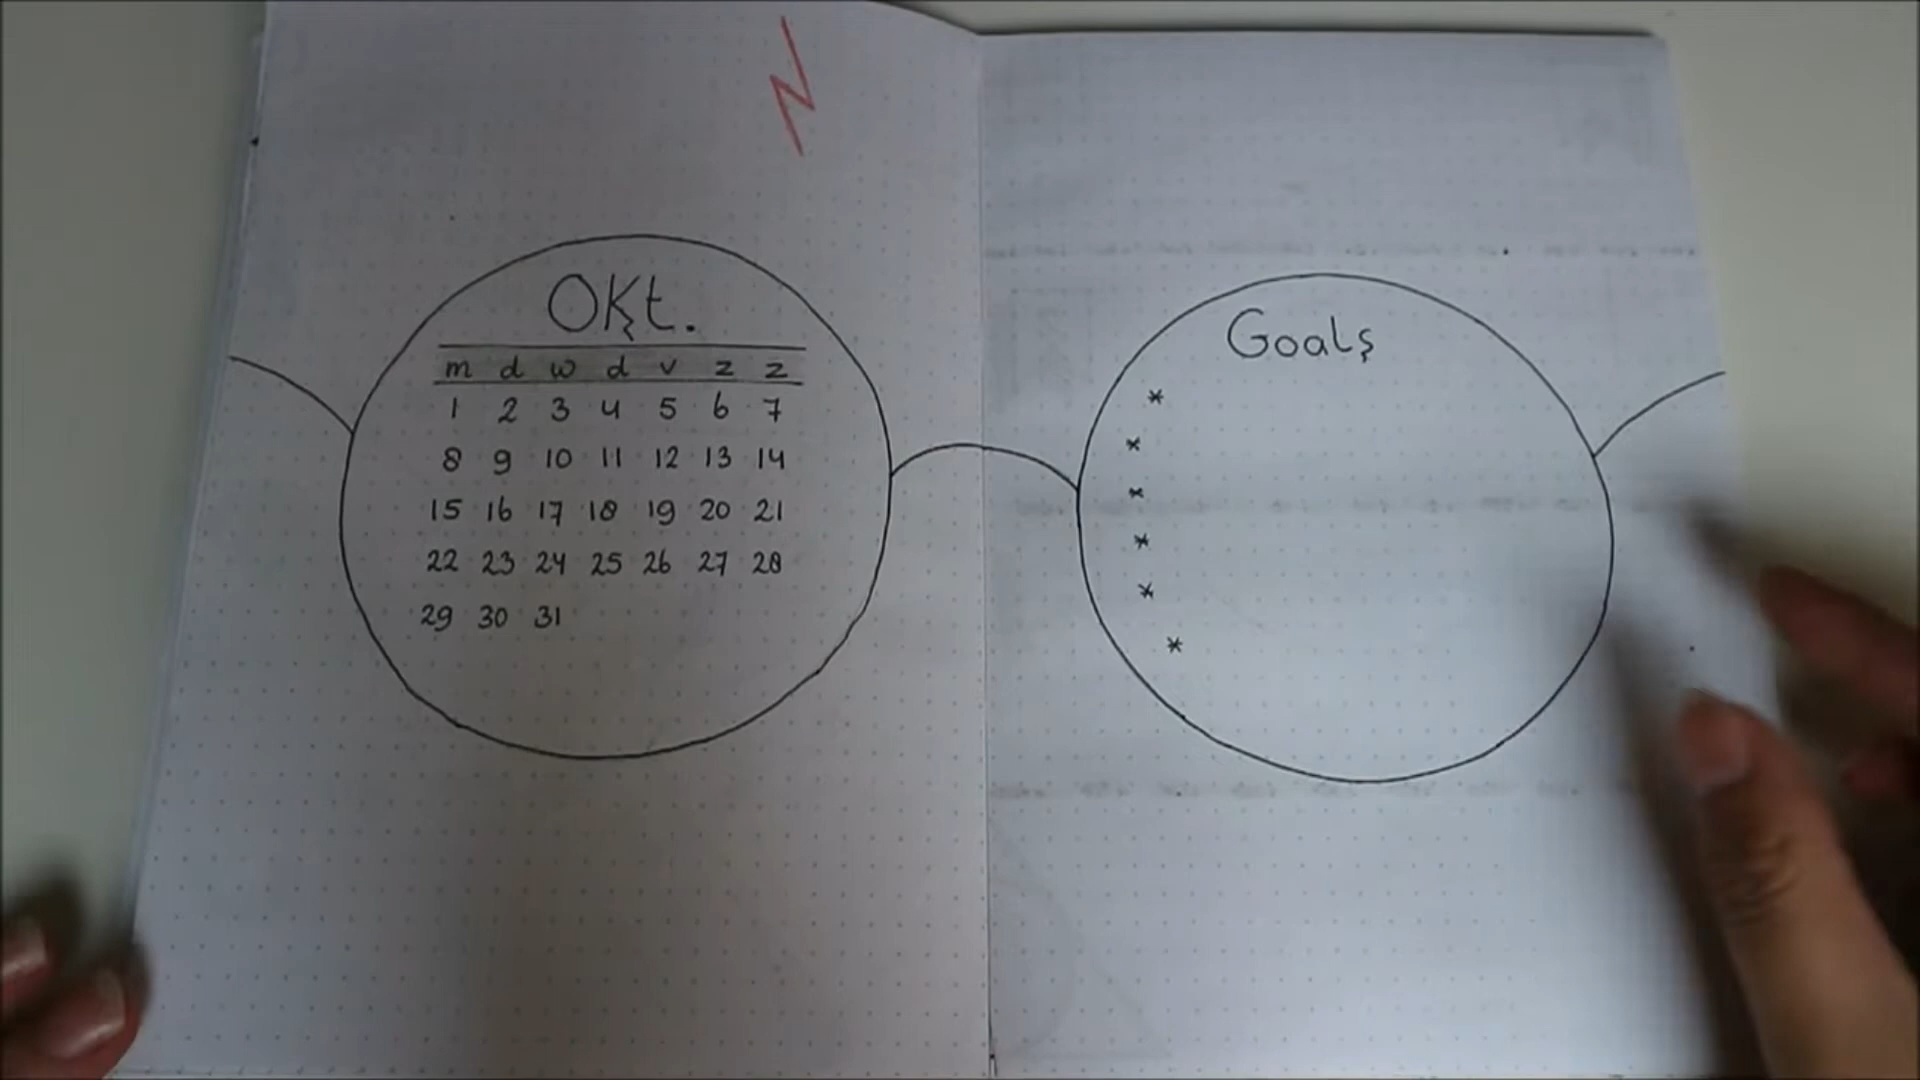 Okt.
m d w d v z z
1 2 3 4 5 6 7
8 9 10 11 12 13 14
15 16 17 18 19 20 21
22 23 24 25 26 27 28
29 30 31
Goals
*
*
*
*
*
*